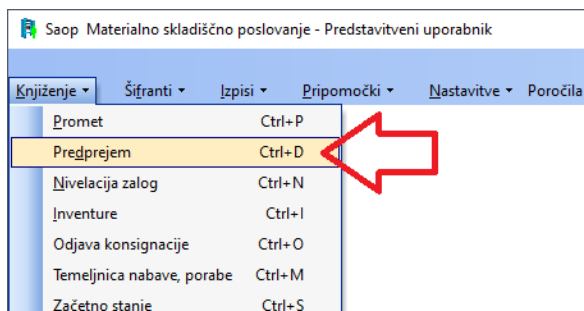 Saop Materialno skladiščno poslovanje - Predstavitveni uporabnik
Knjiženje Šifranti Izpisi Pripomočki Nastavitve Poročila
Promet Ctrl+P
Predprejem Ctrl+D
Nivelacija zalog Ctrl+N
Inventure Ctrl+I
Odjava konsignacije Ctrl+O
Temeljnica nabave, porabe Ctrl+M
Začetno stanje Ctrl+S